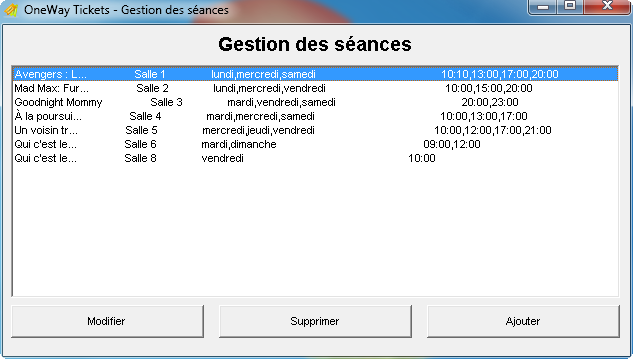 OneWay Tickets - Gestion des séances
Gestion des séances
Avengers : L... Salle 1 lundi,mercredi,samedi 10:10,13:00,17:00,20:00
Mad Max: Fur... Salle 2 lundi,mercredi,vendredi 10:00,15:00,20:00
Goodnight Mommy Salle 3 mardi,vendredi,samedi 20:00,23:00
À la poursui... Salle 4 mardi,mercredi,samedi 10:00,13:00,17:00
Un voisin tr... Salle 5 mercredi,jeudi,vendredi 10:00,12:00,17:00,21:00
Qui c'est le... Salle 6 mardi,dimanche 09:00,12:00
Qui c'est le... Salle 8 vendredi 10:00
Modifier Supprimer Ajouter